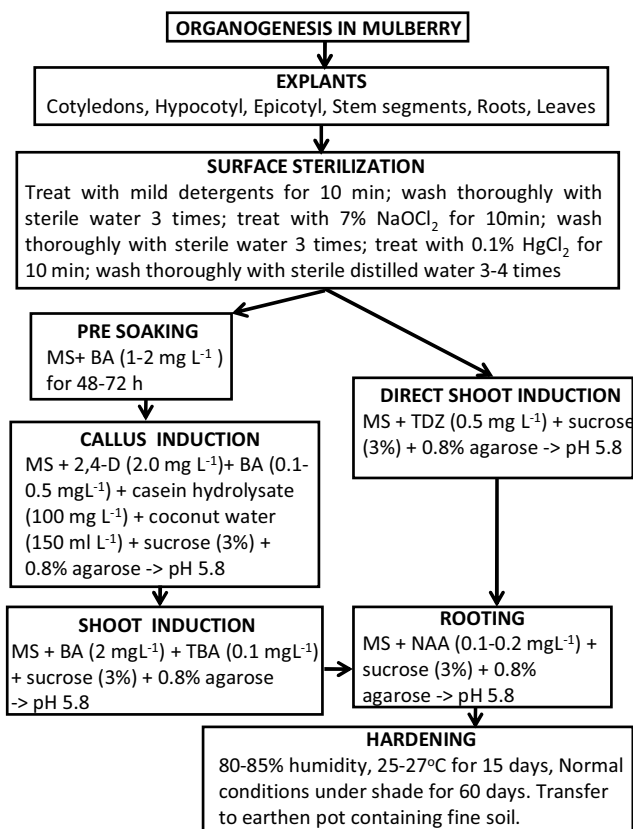 ORGANOGENESIS IN MULBERRY
EXPLANTS
Cotyledons, Hypocotyl, Epicotyl, Stem segments, Roots, Leaves
SURFACE STERILIZATION
Treat with mild detergents for 10 min; wash thoroughly with
sterile water 3 times; treat with 7% NaOCl₂ for 10min; wash
thoroughly with sterile water 3 times; treat with 0.1% HgCl₂ for
10 min; wash thoroughly with sterile distilled water 3-4 times
PRE SOAKING
MS+ BA (1-2 mg L⁻¹ )
for 48-72 h
CALLUS INDUCTION
MS + 2,4-D (2.0 mg L⁻¹)+ BA (0.1-
0.5 mgL⁻¹) + casein hydrolysate
(100 mg L⁻¹) + coconut water
(150 ml L⁻¹) + sucrose (3%) +
0.8% agarose -> pH 5.8
SHOOT INDUCTION
MS + BA (2 mgL⁻¹) + TBA (0.1 mgL⁻¹)
+ sucrose (3%) + 0.8% agarose
-> pH 5.8
DIRECT SHOOT INDUCTION
MS + TDZ (0.5 mg L⁻¹) + sucrose
(3%) + 0.8% agarose -> pH 5.8
ROOTING
MS + NAA (0.1-0.2 mgL⁻¹) +
sucrose (3%) + 0.8%
agarose -> pH 5.8
HARDENING
80-85% humidity, 25-27°C for 15 days, Normal
conditions under shade for 60 days. Transfer
to earthen pot containing fine soil.